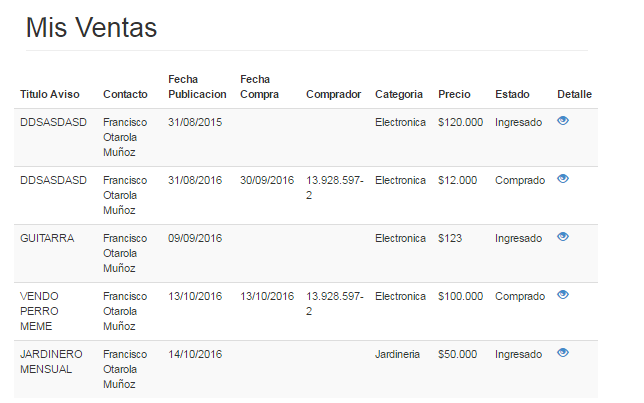 Mis Ventas
Titulo Aviso Contacto Fecha Publicacion Fecha Compra Comprador Categoria Precio Estado Detalle
DDSASDASD Francisco Otarola Muñoz 31/08/2015 Electronica $120.000 Ingresado
DDSASDASD Francisco Otarola Muñoz 31/08/2016 30/09/2016 13.928.597-2 Electronica $12.000 Comprado
GUITARRA Francisco Otarola Muñoz 09/09/2016 Electronica $123 Ingresado
VENDO PERRO MEME Francisco Otarola Muñoz 13/10/2016 13/10/2016 13.928.597-2 Electronica $100.000 Comprado
JARDINERO MENSUAL Francisco Otarola Muñoz 14/10/2016 Jardineria $50.000 Ingresado